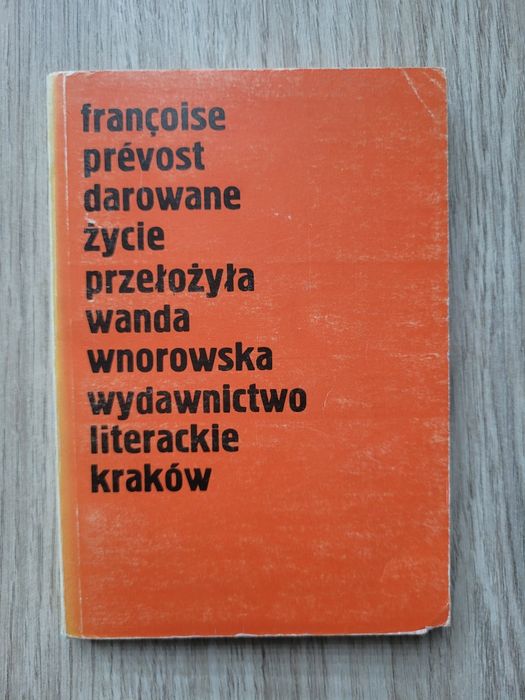 françoise
prévost
darowane
życie
przełożyła
wanda
wnorowska
wydawnictwo
literackie
kraków